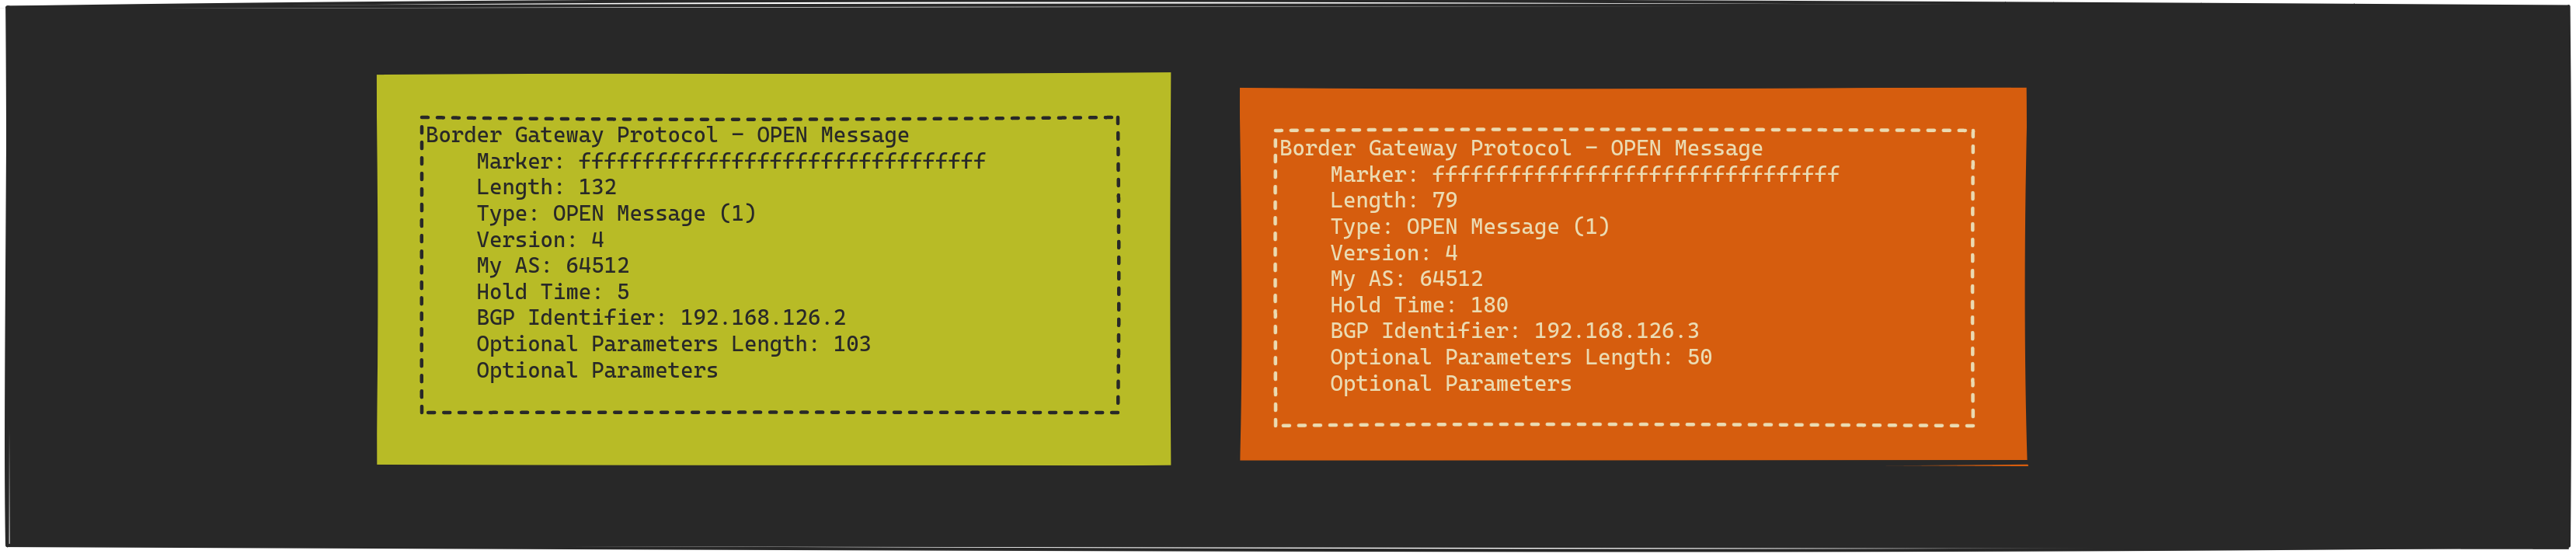 Border Gateway Protocol - OPEN Message
Marker: ffffffffffffffffffffffffffffffff
Length: 132
Type: OPEN Message (1)
Version: 4
My AS: 64512
Hold Time: 5
BGP Identifier: 192.168.126.2
Optional Parameters Length: 103
Optional Parameters
Border Gateway Protocol - OPEN Message
Marker: ffffffffffffffffffffffffffffffff
Length: 79
Type: OPEN Message (1)
Version: 4
My AS: 64512
Hold Time: 180
BGP Identifier: 192.168.126.3
Optional Parameters Length: 50
Optional Parameters